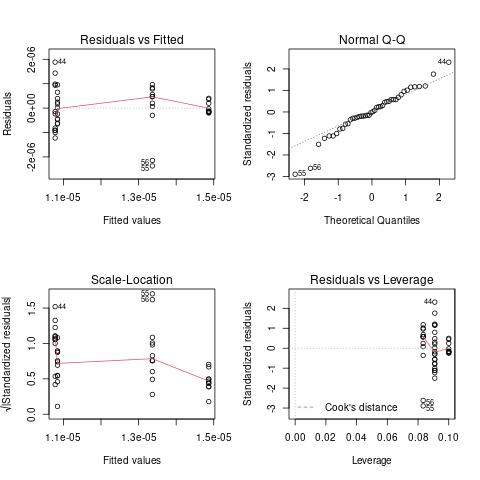 Residuals vs Fitted
Residuals
-2e-06 0e+00 2e-06
44
56
55
1.1e-05 1.3e-05 1.5e-05
Fitted values
Normal Q-Q
Standardized residuals
-3 -2 -1 0 1 2
44
56
55
-2 -1 0 1 2
Theoretical Quantiles
Scale-Location
√|Standardized residuals|
0.0 0.5 1.0 1.5
55
44
56
1.1e-05 1.3e-05 1.5e-05
Fitted values
Residuals vs Leverage
Standardized residuals
-3 -2 -1 0 1 2
44
56
55
Cook's distance
0.00 0.02 0.04 0.06 0.08 0.10
Leverage